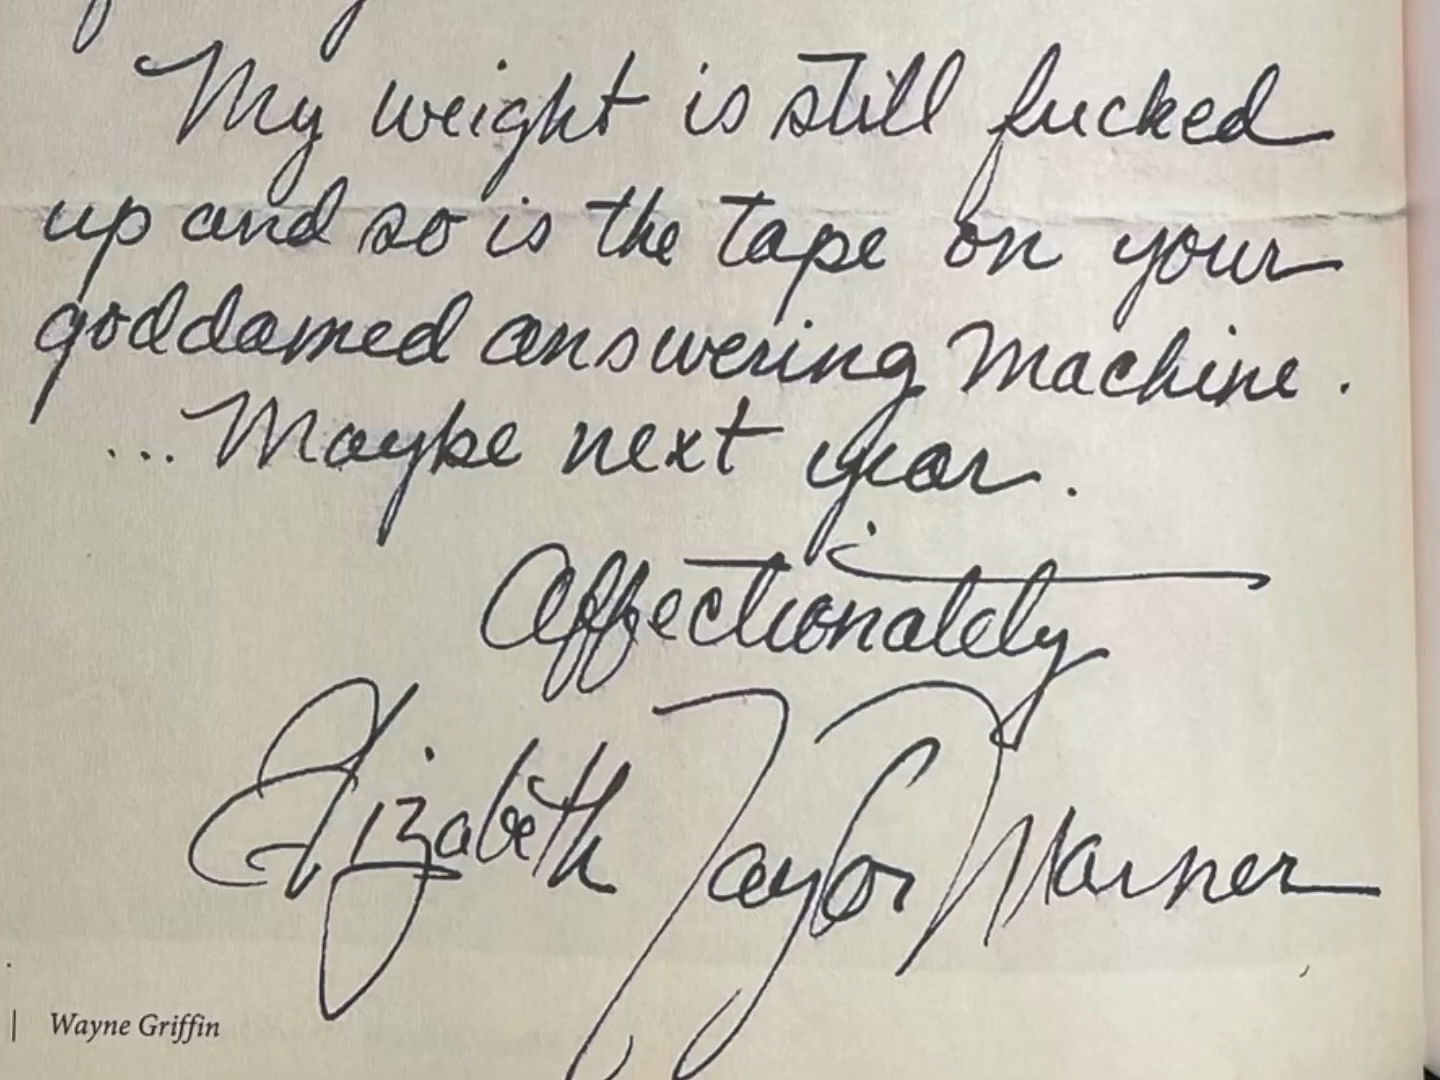 My weight is still fucked
up and so is the tape on your
goddamed answering machine.
...Maybe next year.
Affectionately
Elizabeth Taylor Warner
| Wayne Griffin